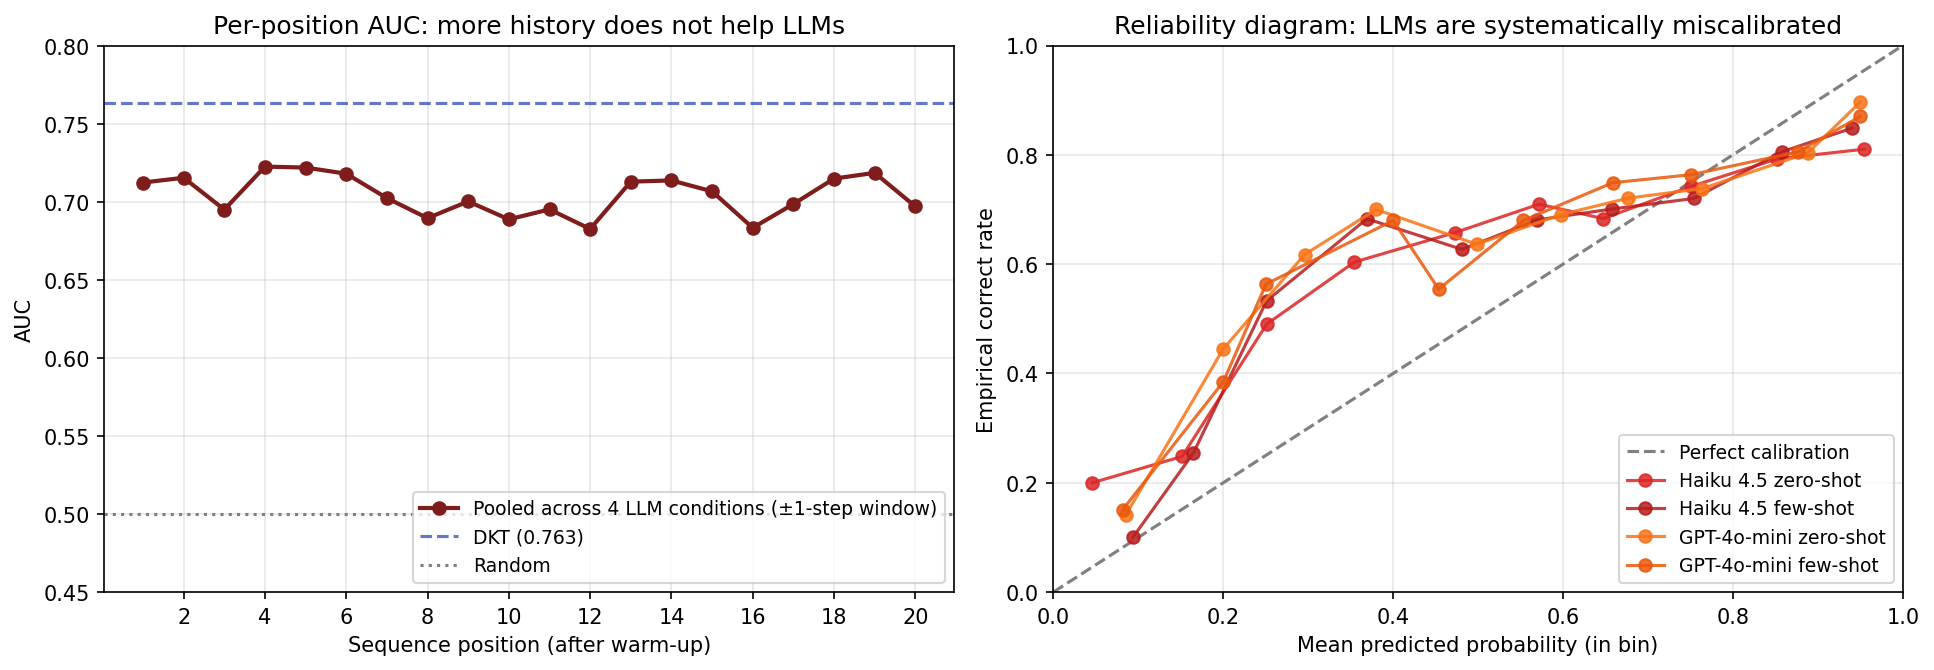 Per-position AUC: more history does not help LLMs
0.80
0.75
0.70
0.65
0.60
0.55
0.50
0.45
AUC
2 4 6 8 10 12 14 16 18 20
Sequence position (after warm-up)
Pooled across 4 LLM conditions (±1-step window)
DKT (0.763)
Random
Reliability diagram: LLMs are systematically miscalibrated
1.0
0.8
0.6
0.4
0.2
0.0
Empirical correct rate
0.0 0.2 0.4 0.6 0.8 1.0
Mean predicted probability (in bin)
Perfect calibration
Haiku 4.5 zero-shot
Haiku 4.5 few-shot
GPT-4o-mini zero-shot
GPT-4o-mini few-shot